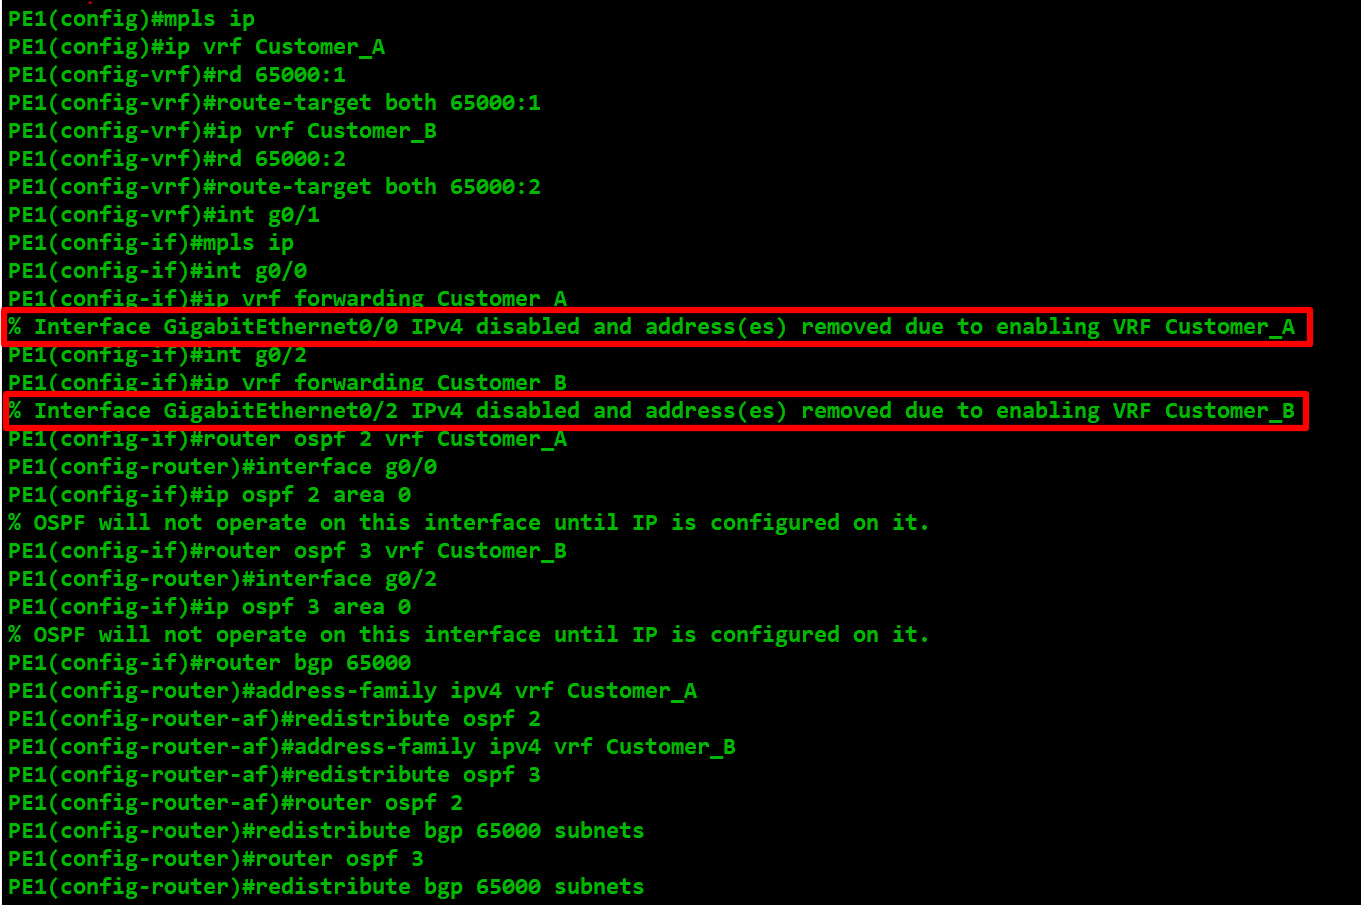 PE1(config)#mpls ip
PE1(config)#ip vrf Customer_A
PE1(config-vrf)#rd 65000:1
PE1(config-vrf)#route-target both 65000:1
PE1(config-vrf)#ip vrf Customer_B
PE1(config-vrf)#rd 65000:2
PE1(config-vrf)#route-target both 65000:2
PE1(config-vrf)#int g0/1
PE1(config-if)#mpls ip
PE1(config-if)#int g0/0
PE1(config-if)#ip vrf forwarding Customer_A
% Interface GigabitEthernet0/0 IPv4 disabled and address(es) removed due to enabling VRF Customer_A
PE1(config-if)#int g0/2
PE1(config-if)#ip vrf forwarding Customer_B
% Interface GigabitEthernet0/2 IPv4 disabled and address(es) removed due to enabling VRF Customer_B
PE1(config-if)#router ospf 2 vrf Customer_A
PE1(config-router)#interface g0/0
PE1(config-if)#ip ospf 2 area 0
% OSPF will not operate on this interface until IP is configured on it.
PE1(config-if)#router ospf 3 vrf Customer_B
PE1(config-router)#interface g0/2
PE1(config-if)#ip ospf 3 area 0
% OSPF will not operate on this interface until IP is configured on it.
PE1(config-if)#router bgp 65000
PE1(config-router)#address-family ipv4 vrf Customer_A
PE1(config-router-af)#redistribute ospf 2
PE1(config-router-af)#address-family ipv4 vrf Customer_B
PE1(config-router-af)#redistribute ospf 3
PE1(config-router-af)#router ospf 2
PE1(config-router)#redistribute bgp 65000 subnets
PE1(config-router)#router ospf 3
PE1(config-router)#redistribute bgp 65000 subnets